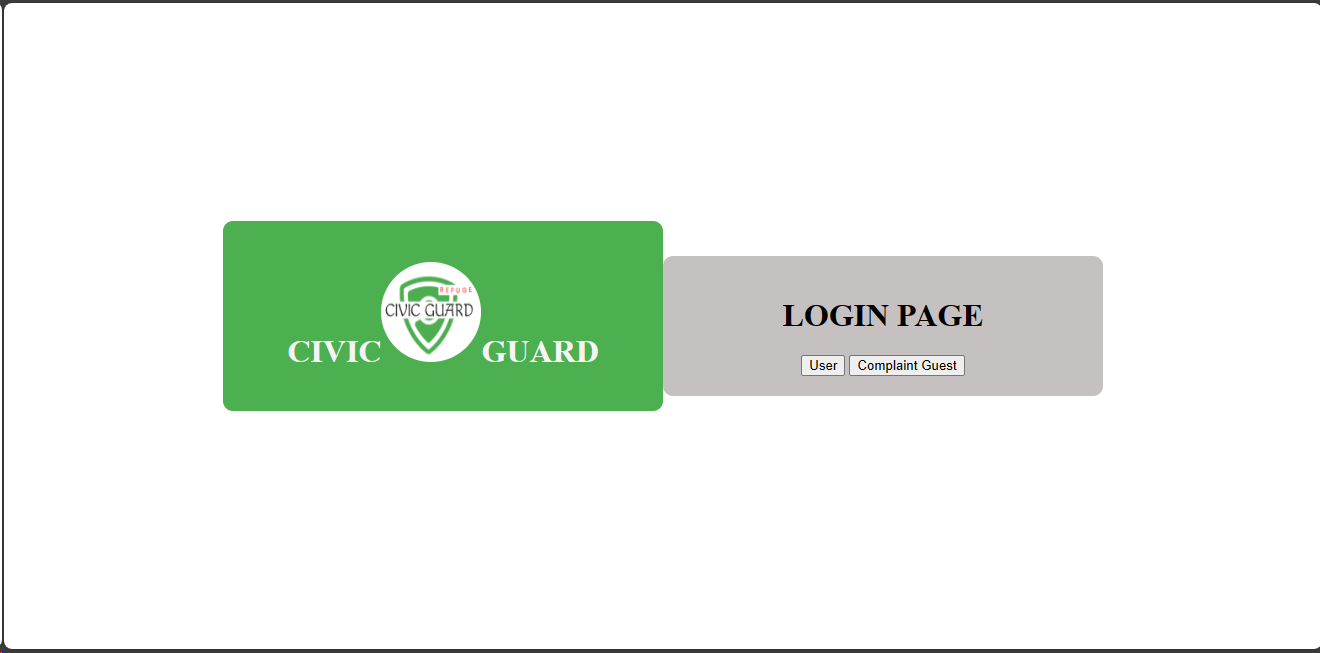 REFUGE
CIVIC GUARD
CIVIC GUARD
LOGIN PAGE
User Complaint Guest